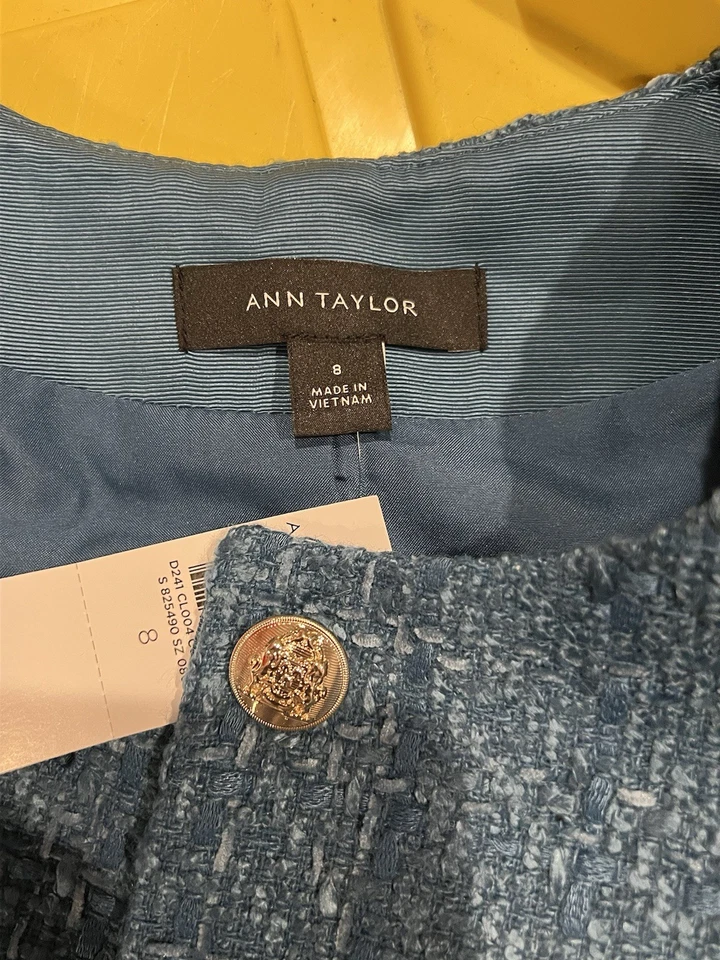 ANN TAYLOR
8
MADE IN
VIETNAM
A
D241 CL004
S 825490 SZ 08
8